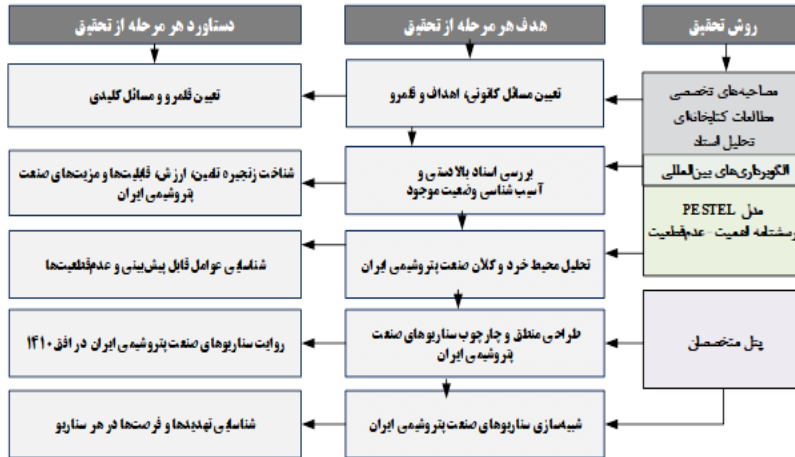 روش تحقیق
هدف هر مرحله از تحقیق
دستاورد هر مرحله از تحقیق
مصاحبه‌های تخصصی
مطالعات کتابخانه‌ای
تحلیل اسناد
تعیین مسائل کانونی، اهداف و قلمرو
تعیین قلمرو و مسائل کلیدی
الگوبرداری‌های بین‌المللی
بررسی اسناد بالادستی و
آسیب شناسی وضعیت موجود
شناخت زنجیره تامین، ارزش، قابلیت‌ها و مزیت‌های صنعت
پتروشیمی ایران
مدل PESTEL
رسشنامه اهمیت-عدم‌قطعیت
تحلیل محیط خرد و کلان صنعت پتروشیمی ایران
شناسایی عوامل قابل پیش‌بینی و عدم‌قطعیت‌ها
پنل متخصصان
طراحی منطق و چارچوب سناریوهای صنعت
پتروشیمی ایران
روایت سناریوهای صنعت پتروشیمی ایران در افق ۱۴۱۰
شبیه‌سازی سناریوهای صنعت پتروشیمی ایران
شناسایی تهدیدها و فرصت‌ها در هر سناریو